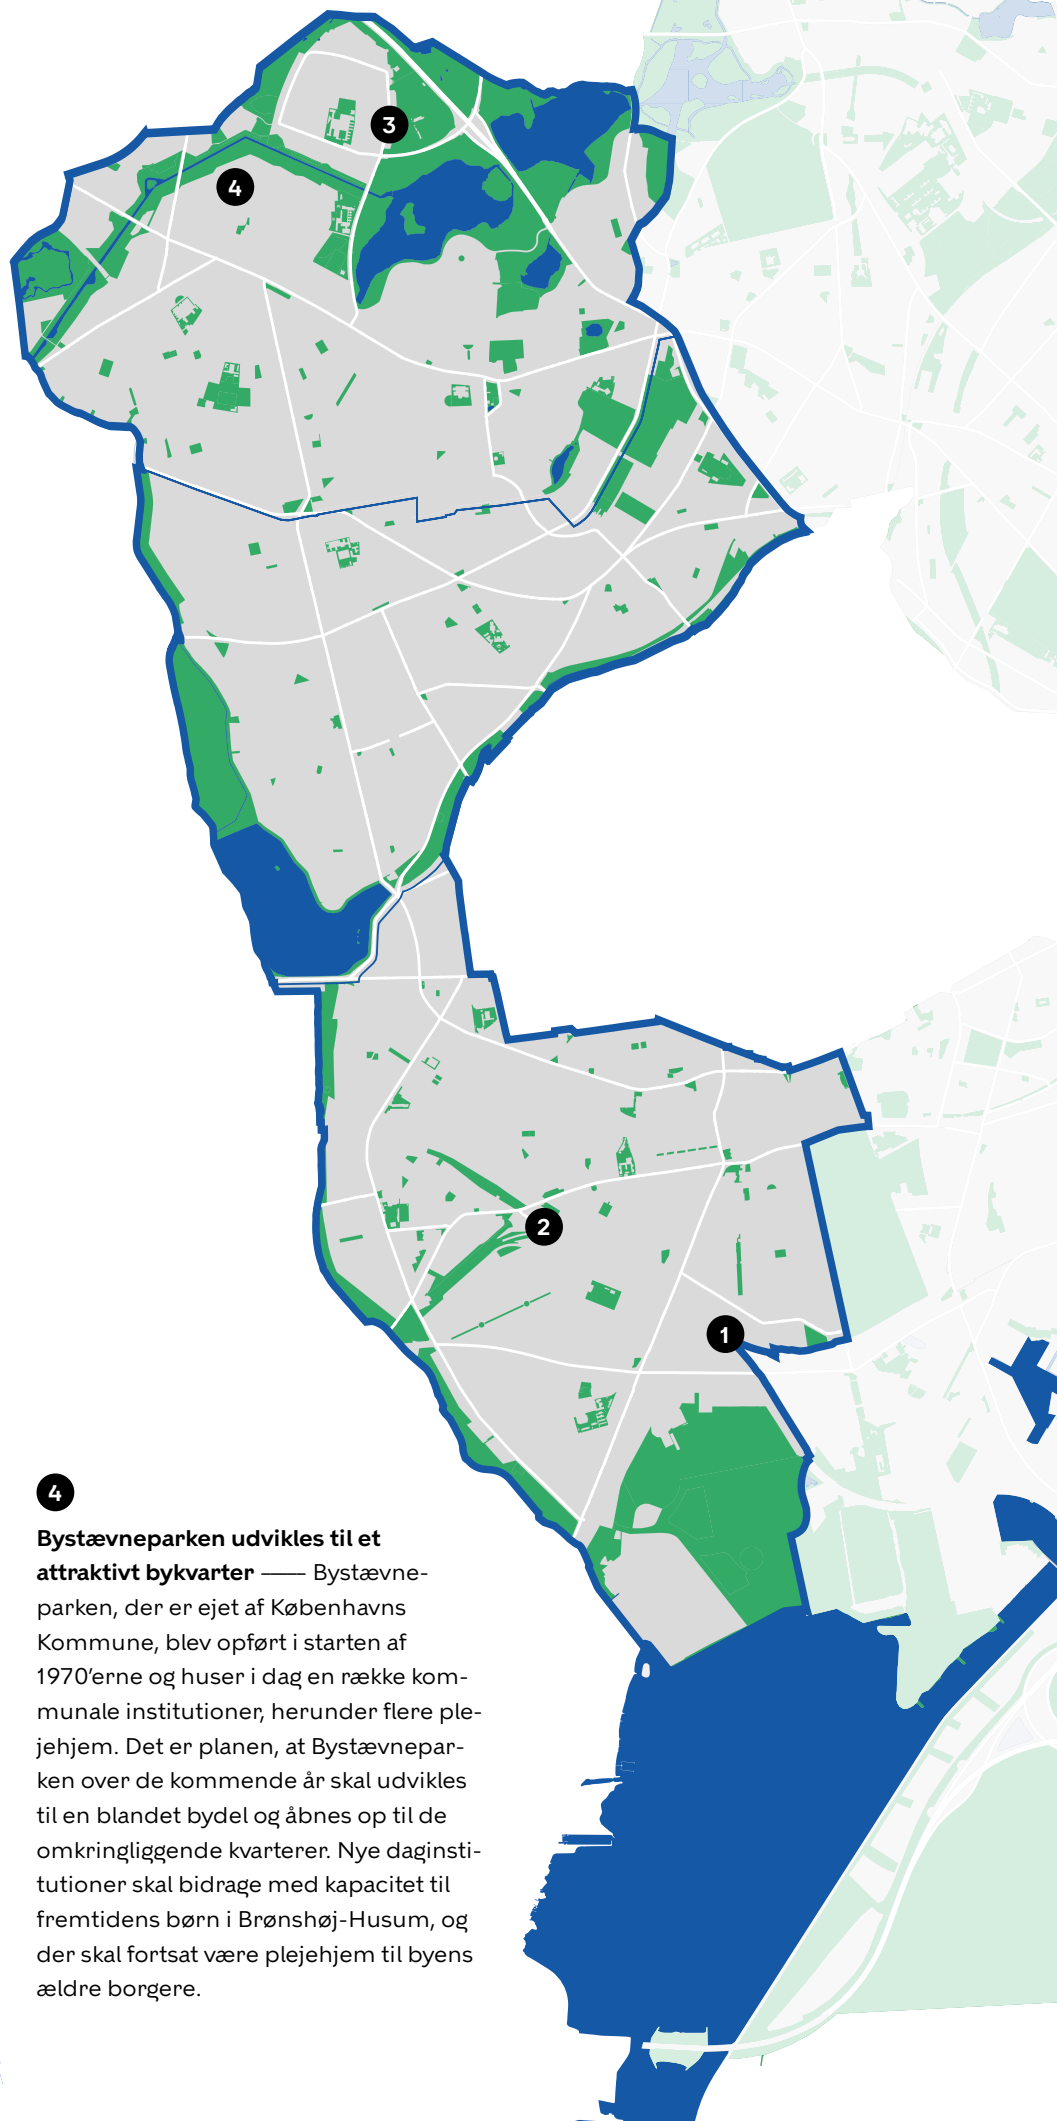 3
4
2
1
4
Bystævneparken udvikles til et
attraktivt bykvarter —— Bystævne-
parken, der er ejet af Københavns
Kommune, blev opført i starten af
1970’erne og huser i dag en række kom-
munale institutioner, herunder flere ple-
jehjem. Det er planen, at Bystævnepar-
ken over de kommende år skal udvikles
til en blandet bydel og åbnes op til de
omkringliggende kvarterer. Nye daginsti-
tutioner skal bidrage med kapacitet til
fremtidens børn i Brønshøj-Husum, og
der skal fortsat være plejehjem til byens
ældre borgere.